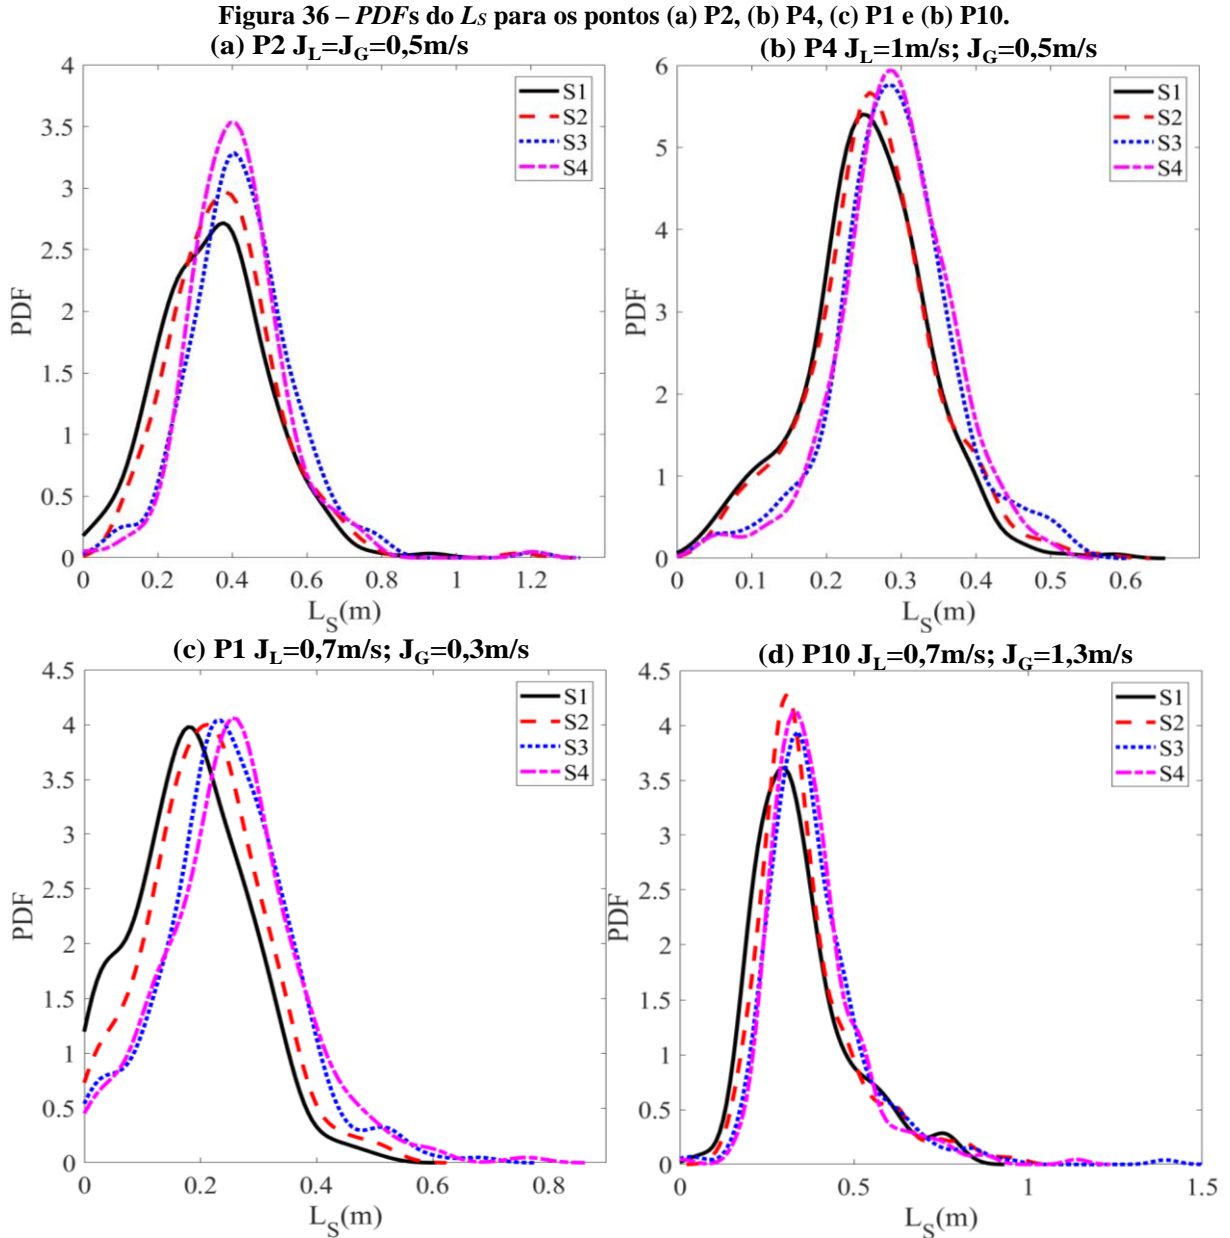 Figura 36 – PDFs do LS para os pontos (a) P2, (b) P4, (c) P1 e (b) P10.
(a) P2 JL=JG=0,5m/s
4
3.5
3
2.5
2
1.5
1
0.5
0
PDF
S1
S2
S3
S4
0 0.2 0.4 0.6 0.8 1 1.2
LS(m)
(b) P4 JL=1m/s; JG=0,5m/s
6
5
4
3
2
1
0
PDF
S1
S2
S3
S4
0 0.1 0.2 0.3 0.4 0.5 0.6
LS(m)
(c) P1 JL=0,7m/s; JG=0,3m/s
4.5
4
3.5
3
2.5
2
1.5
1
0.5
0
PDF
S1
S2
S3
S4
0 0.2 0.4 0.6 0.8
LS(m)
(d) P10 JL=0,7m/s; JG=1,3m/s
4.5
4
3.5
3
2.5
2
1.5
1
0.5
0
PDF
S1
S2
S3
S4
0 0.5 1 1.5
LS(m)